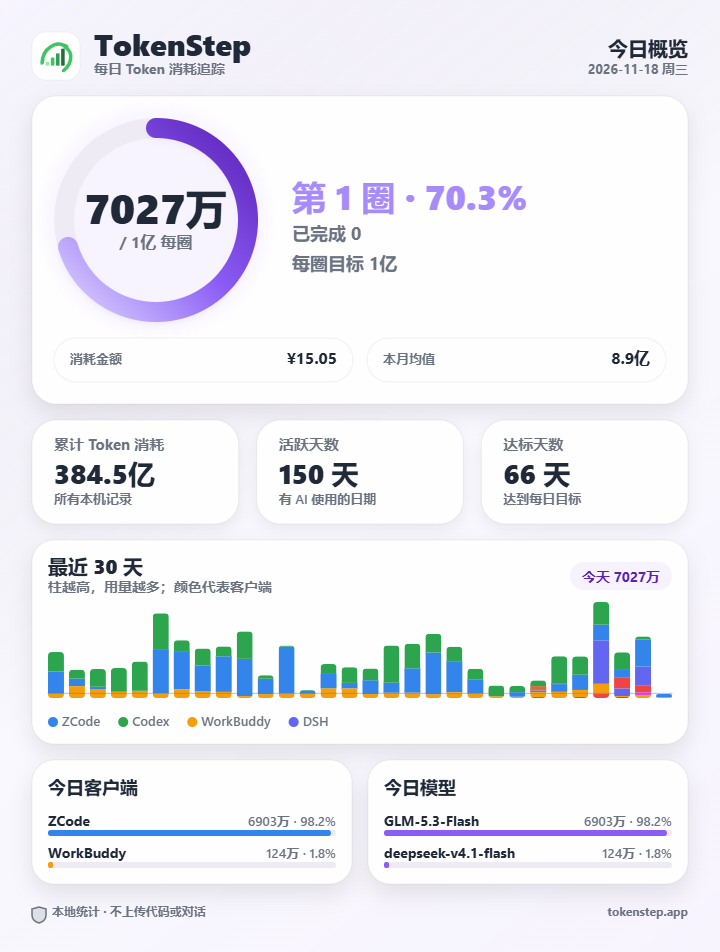 TokenStep
每日 Token 消耗追踪
今日概览
2026-11-18 周三
7027万
/ 1亿 每圈
第 1 圈 · 70.3%
已完成 0
每圈目标 1亿
消耗金额 ¥15.05
本月均值 8.9亿
累计 Token 消耗
384.5亿
所有本机记录
活跃天数
150 天
有 AI 使用的日期
达标天数
66 天
达到每日目标
最近 30 天
柱越高，用量越多；颜色代表客户端
今天 7027万
ZCode Codex WorkBuddy DSH
今日客户端
ZCode 6903万 · 98.2%
WorkBuddy 124万 · 1.8%
今日模型
GLM-5.3-Flash 6903万 · 98.2%
deepseek-v4.1-flash 124万 · 1.8%
本地统计 · 不上传代码或对话
tokenstep.app